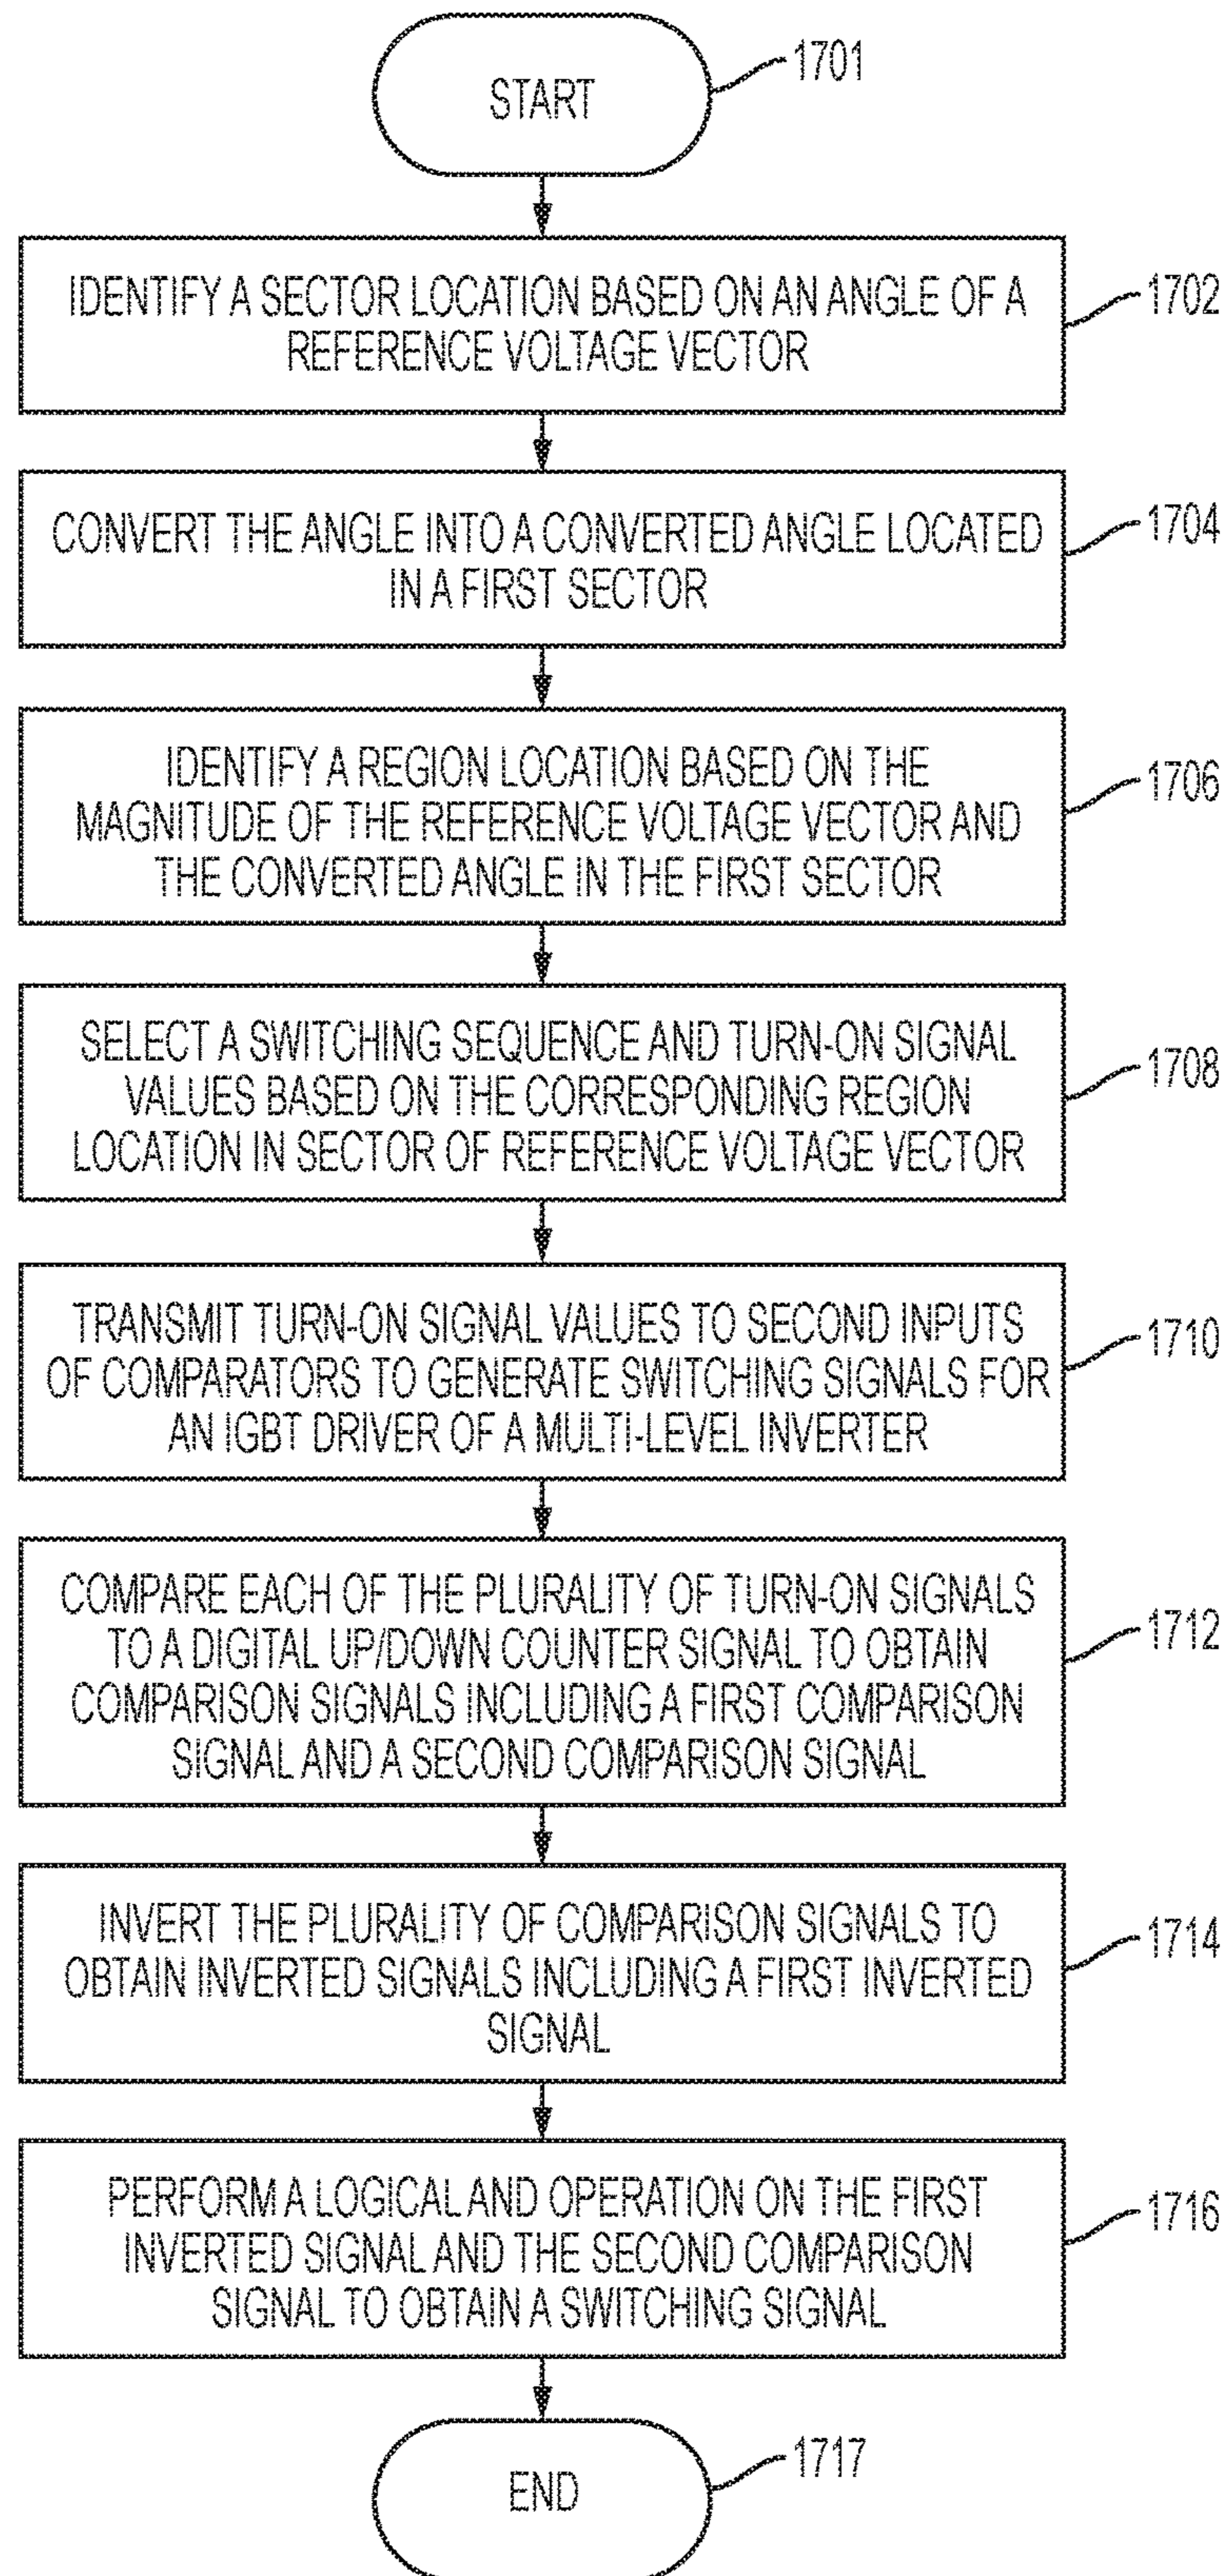 START
1701
IDENTIFY A SECTOR LOCATION BASED ON AN ANGLE OF A
REFERENCE VOLTAGE VECTOR
1702
CONVERT THE ANGLE INTO A CONVERTED ANGLE LOCATED
IN A FIRST SECTOR
1704
IDENTIFY A REGION LOCATION BASED ON THE
MAGNITUDE OF THE REFERENCE VOLTAGE VECTOR AND
THE CONVERTED ANGLE IN THE FIRST SECTOR
1706
SELECT A SWITCHING SEQUENCE AND TURN-ON SIGNAL
VALUES BASED ON THE CORRESPONDING REGION
LOCATION IN SECTOR OF REFERENCE VOLTAGE VECTOR
1708
TRANSMIT TURN-ON SIGNAL VALUES TO SECOND INPUTS
OF COMPARATORS TO GENERATE SWITCHING SIGNALS FOR
AN IGBT DRIVER OF A MULTI-LEVEL INVERTER
1710
COMPARE EACH OF THE PLURALITY OF TURN-ON SIGNALS
TO A DIGITAL UP/DOWN COUNTER SIGNAL TO OBTAIN
COMPARISON SIGNALS INCLUDING A FIRST COMPARISON
SIGNAL AND A SECOND COMPARISON SIGNAL
1712
INVERT THE PLURALITY OF COMPARISON SIGNALS TO
OBTAIN INVERTED SIGNALS INCLUDING A FIRST INVERTED
SIGNAL
1714
PERFORM A LOGICAL AND OPERATION ON THE FIRST
INVERTED SIGNAL AND THE SECOND COMPARISON
SIGNAL TO OBTAIN A SWITCHING SIGNAL
1716
END
1717